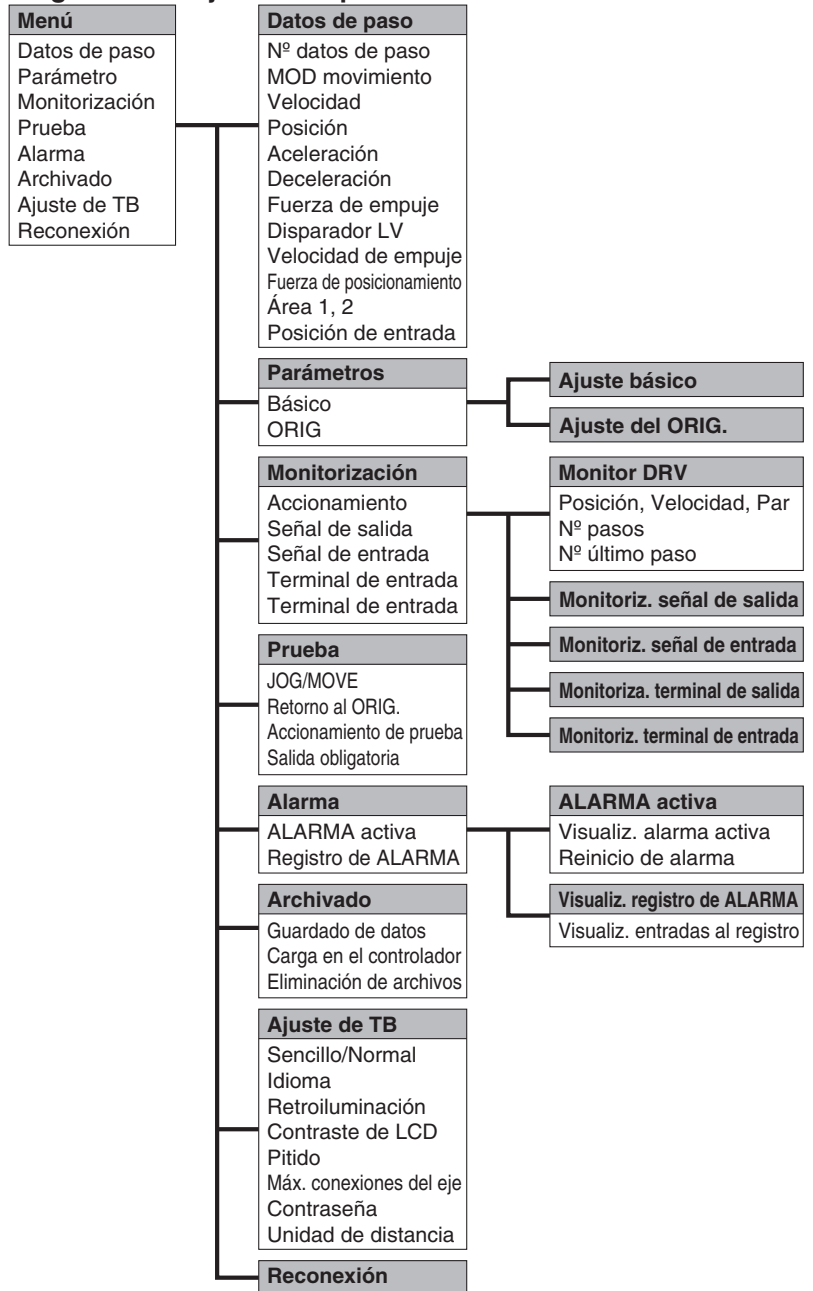 Menú
Datos de paso
Parámetro
Monitorización
Prueba
Alarma
Archivado
Ajuste de TB
Reconexión
Datos de paso
Nº datos de paso
MOD movimiento
Velocidad
Posición
Aceleración
Deceleración
Fuerza de empuje
Disparador LV
Velocidad de empuje
Fuerza de posicionamiento
Área 1, 2
Posición de entrada
Parámetros
Básico
ORIG
Ajuste básico
Ajuste del ORIG.
Monitorización
Accionamiento
Señal de salida
Señal de entrada
Terminal de entrada
Terminal de entrada
Monitor DRV
Posición, Velocidad, Par
Nº pasos
Nº último paso
Monitoriz. señal de salida
Monitoriz. señal de entrada
Monitoriza. terminal de salida
Monitoriz. terminal de entrada
Prueba
JOG/MOVE
Retorno al ORIG.
Accionamiento de prueba
Salida obligatoria
Alarma
ALARMA activa
Registro de ALARMA
ALARMA activa
Visualiz. alarma activa
Reinicio de alarma
Visualiz. registro de ALARMA
Visualiz. entradas al registro
Archivado
Guardado de datos
Carga en el controlador
Eliminación de archivos
Ajuste de TB
Sencillo/Normal
Idioma
Retroiluminación
Contraste de LCD
Pitido
Máx. conexiones del eje
Contraseña
Unidad de distancia
Reconexión